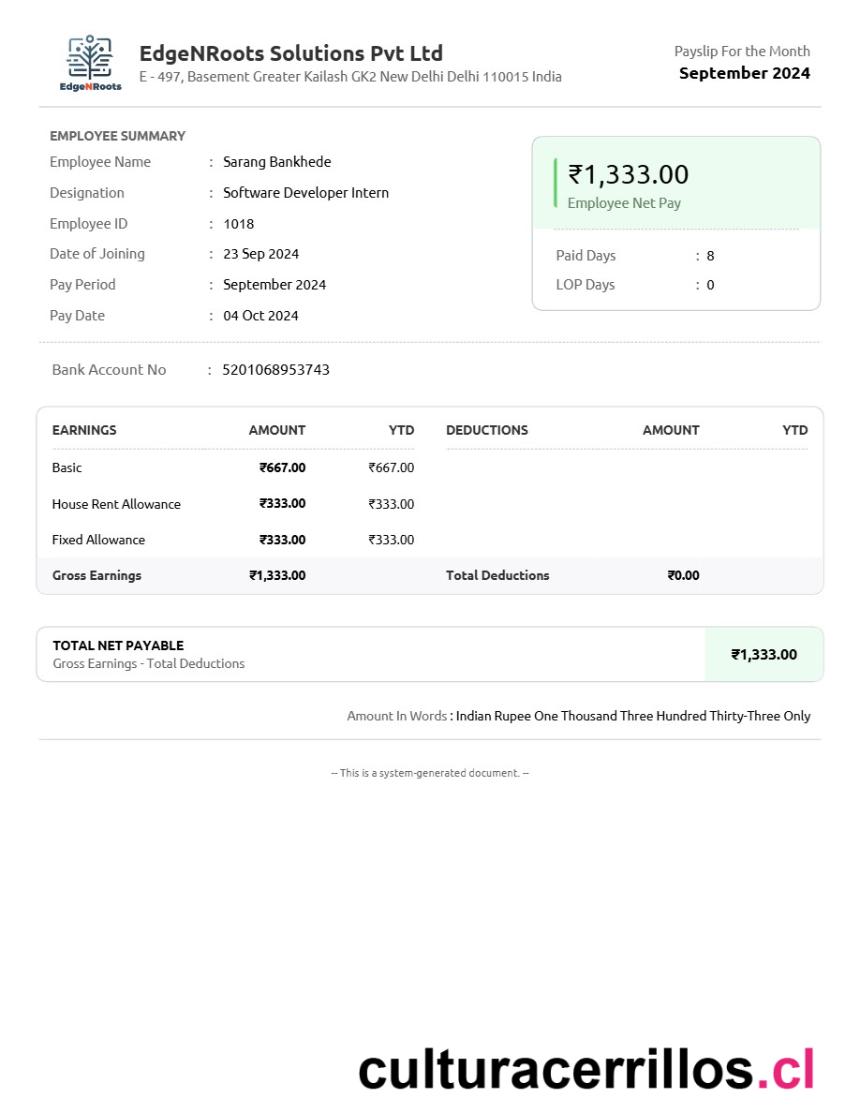 EdgeNRoots
EdgeNRoots Solutions Pvt Ltd
E - 497, Basement Greater Kailash GK2 New Delhi Delhi 110015 India
Payslip For the Month
September 2024
EMPLOYEE SUMMARY
Employee Name : Sarang Bankhede
Designation : Software Developer Intern
Employee ID : 1018
Date of Joining : 23 Sep 2024
Pay Period : September 2024
Pay Date : 04 Oct 2024
₹1,333.00
Employee Net Pay
Paid Days : 8
LOP Days : 0
Bank Account No : 5201068953743
EARNINGS AMOUNT YTD DEDUCTIONS AMOUNT YTD
Basic ₹667.00 ₹667.00
House Rent Allowance ₹333.00 ₹333.00
Fixed Allowance ₹333.00 ₹333.00
Gross Earnings ₹1,333.00 Total Deductions ₹0.00
TOTAL NET PAYABLE
Gross Earnings - Total Deductions
₹1,333.00
Amount In Words : Indian Rupee One Thousand Three Hundred Thirty-Three Only
-- This is a system-generated document. --
culturacerrillos.cl